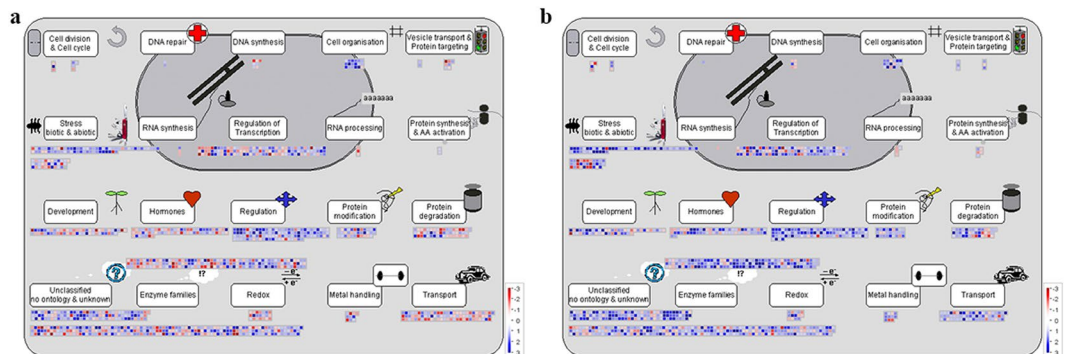 a
Cell division
& Cell cycle
DNA repair
DNA synthesis
Cell organisation
Vesicle transport &
Protein targeting
aaaaaaa
Stress
biotic & abiotic
RNA synthesis
Regulation of
Transcription
RNA processing
Protein synthesis
& AA activation
Development
Hormones
Regulation
Protein
modification
Protein
degradation
?
!?
– e⁻
+ e⁻
Unclassified
no ontology & unknown
Enzyme families
Redox
Metal handling
Transport
-3
-2
-1
0
1
2
3
b
Cell division
& Cell cycle
DNA repair
DNA synthesis
Cell organisation
Vesicle transport &
Protein targeting
aaaaaaa
Stress
biotic & abiotic
RNA synthesis
Regulation of
Transcription
RNA processing
Protein synthesis
& AA activation
Development
Hormones
Regulation
Protein
modification
Protein
degradation
?
!?
– e⁻
+ e⁻
Unclassified
no ontology & unknown
Enzyme families
Redox
Metal handling
Transport
-3
-2
-1
0
1
2
3